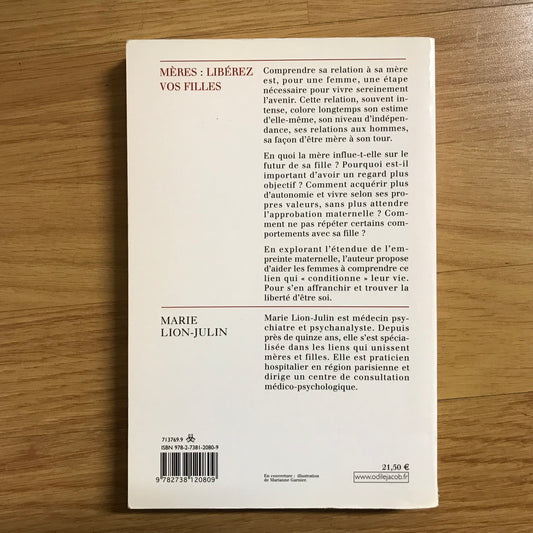 MÈRES : LIBÉREZ
VOS FILLES
Comprendre sa relation à sa mère
est, pour une femme, une étape
nécessaire pour vivre sereinement
l'avenir. Cette relation, souvent in-
tense, colore longtemps son estime
d'elle-même, son niveau d'indépen-
dance, ses relations aux hommes,
sa façon d'être mère à son tour.
En quoi la mère influe-t-elle sur le
futur de sa fille ? Pourquoi est-il
important d'avoir un regard plus
objectif ? Comment acquérir plus
d'autonomie et vivre selon ses pro-
pres valeurs, sans plus attendre
l'approbation maternelle ? Com-
ment ne pas répéter certains com-
portements avec sa fille ?
En explorant l'étendue de l'em-
preinte maternelle, l'auteur propose
d'aider les femmes à comprendre ce
lien qui « conditionne » leur vie.
Pour s'en affranchir et trouver la
liberté d'être soi.
MARIE
LION-JULIN
Marie Lion-Julin est médecin psy-
chiatre et psychanalyste. Depuis
près de quinze ans, elle s'est spécia-
lisée dans les liens qui unissent
mères et filles. Elle est praticien
hospitalier en région parisienne et
dirige un centre de consultation
médico-psychologique.
713769.9
ISBN 978-2-7381-2080-9
9 782738 120809
En couverture : illustration
de Marianne Garnier.
21,50 €
www.odilejacob.fr